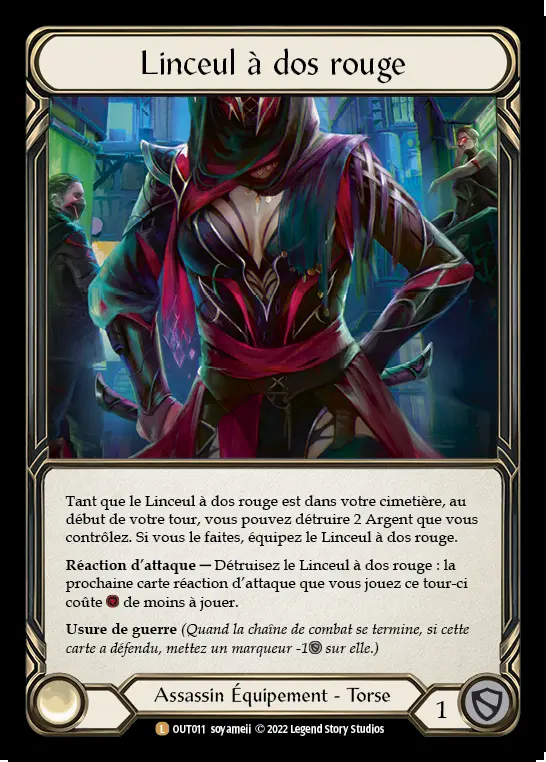 Linceul à dos rouge
Tant que le Linceul à dos rouge est dans votre cimetière, au
début de votre tour, vous pouvez détruire 2 Argent que vous
contrôlez. Si vous le faites, équipez le Linceul à dos rouge.
Réaction d'attaque — Détruisez le Linceul à dos rouge : la
prochaine carte réaction d'attaque que vous jouez ce tour-ci
coûte de moins à jouer.
Usure de guerre (Quand la chaîne de combat se termine, si cette
carte a défendu, mettez un marqueur -1 sur elle.)
Assassin Équipement - Torse
1
L OUT011 soyameii © 2022 Legend Story Studios